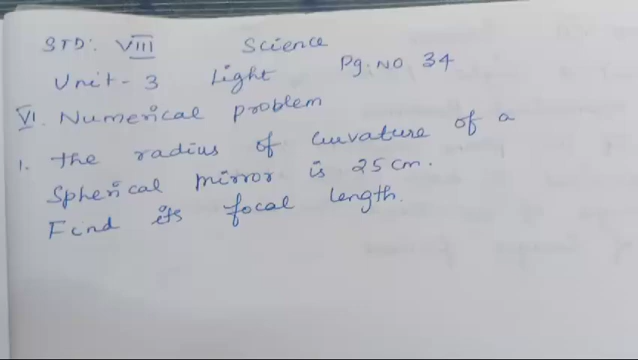 STD: VIII Science
Unit - 3 Light Pg. No 34
VI. Numerical problem
1. The radius of curvature of a
Spherical mirror is 25 cm.
Find its focal length.